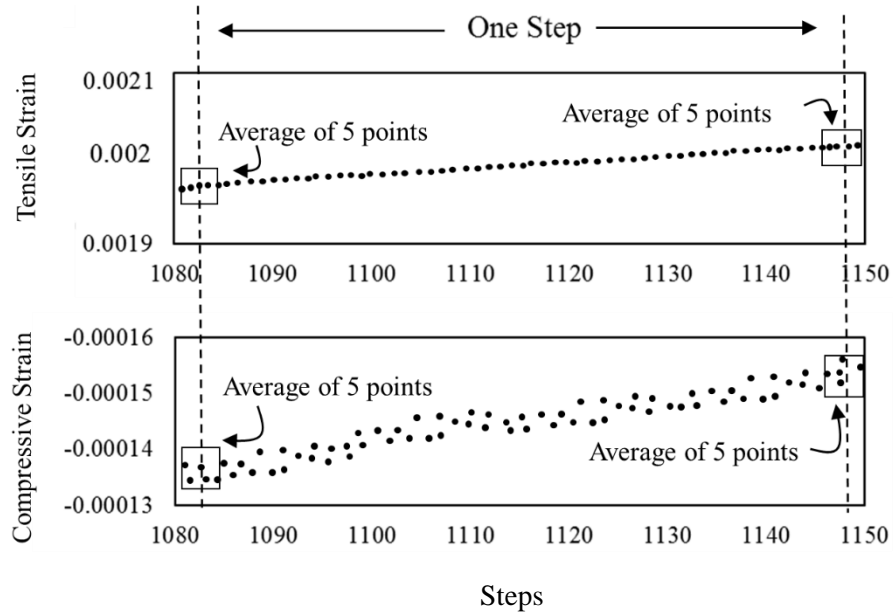 One Step
Tensile Strain
0.0021
0.002
0.0019
Average of 5 points
Average of 5 points
1080 1090 1100 1110 1120 1130 1140 1150
Compressive Strain
-0.00016
-0.00015
-0.00014
-0.00013
Average of 5 points
Average of 5 points
1080 1090 1100 1110 1120 1130 1140 1150
Steps